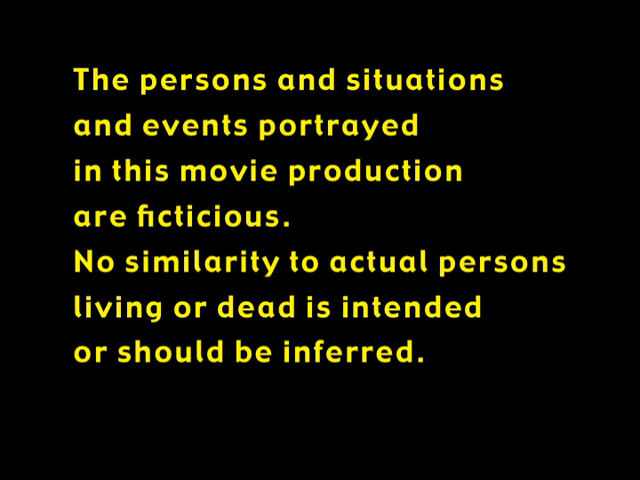 The persons and situations
and events portrayed
in this movie production
are ficticious.
No similarity to actual persons
living or dead is intended
or should be inferred.